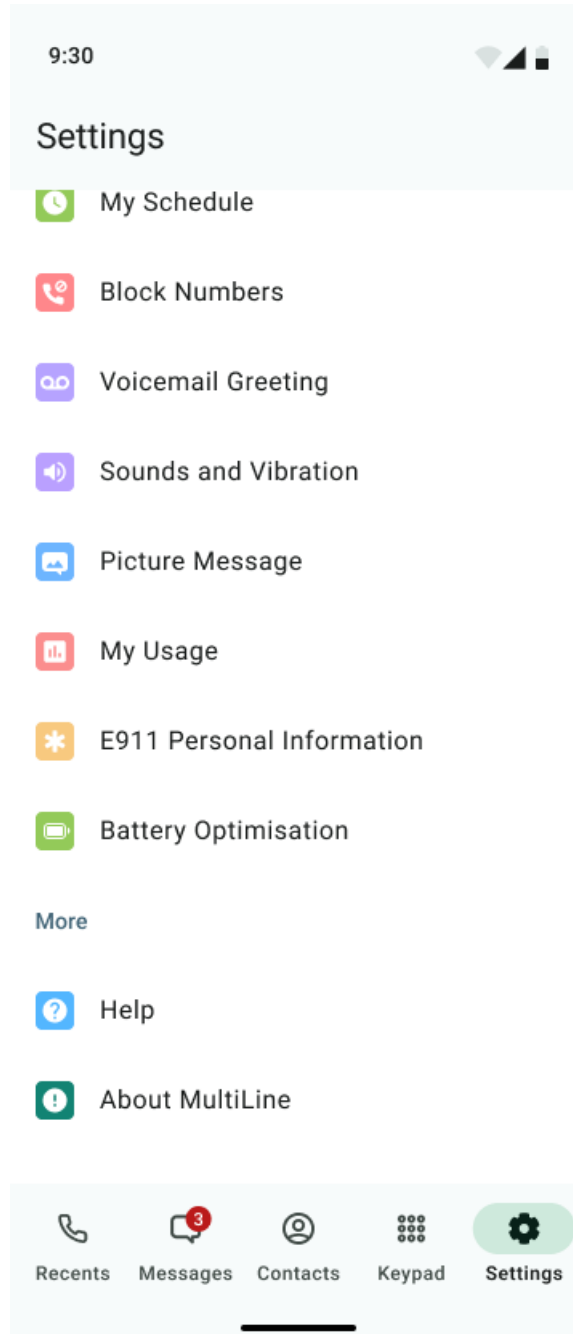 9:30
Settings
My Schedule
Block Numbers
Voicemail Greeting
Sounds and Vibration
Picture Message
My Usage
E911 Personal Information
Battery Optimisation
More
Help
About MultiLine
3
Recents Messages Contacts Keypad Settings